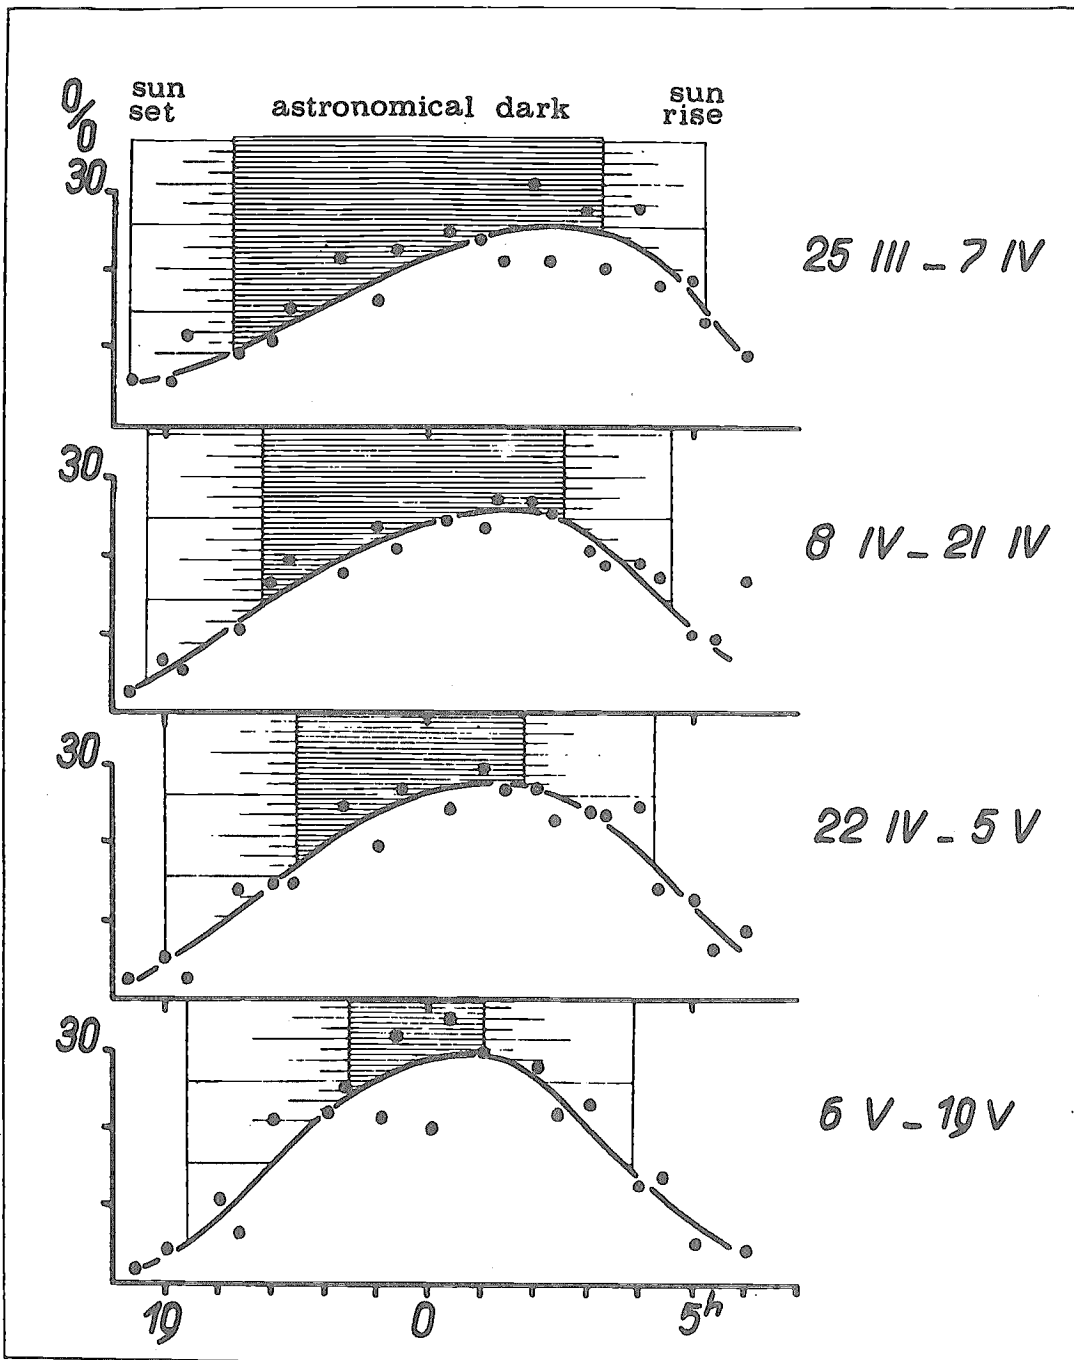 %
sun set
astronomical dark
sun rise
30
25 III - 7 IV
30
8 IV - 21 IV
30
22 IV - 5 V
30
6 V - 19 V
19 0 5h